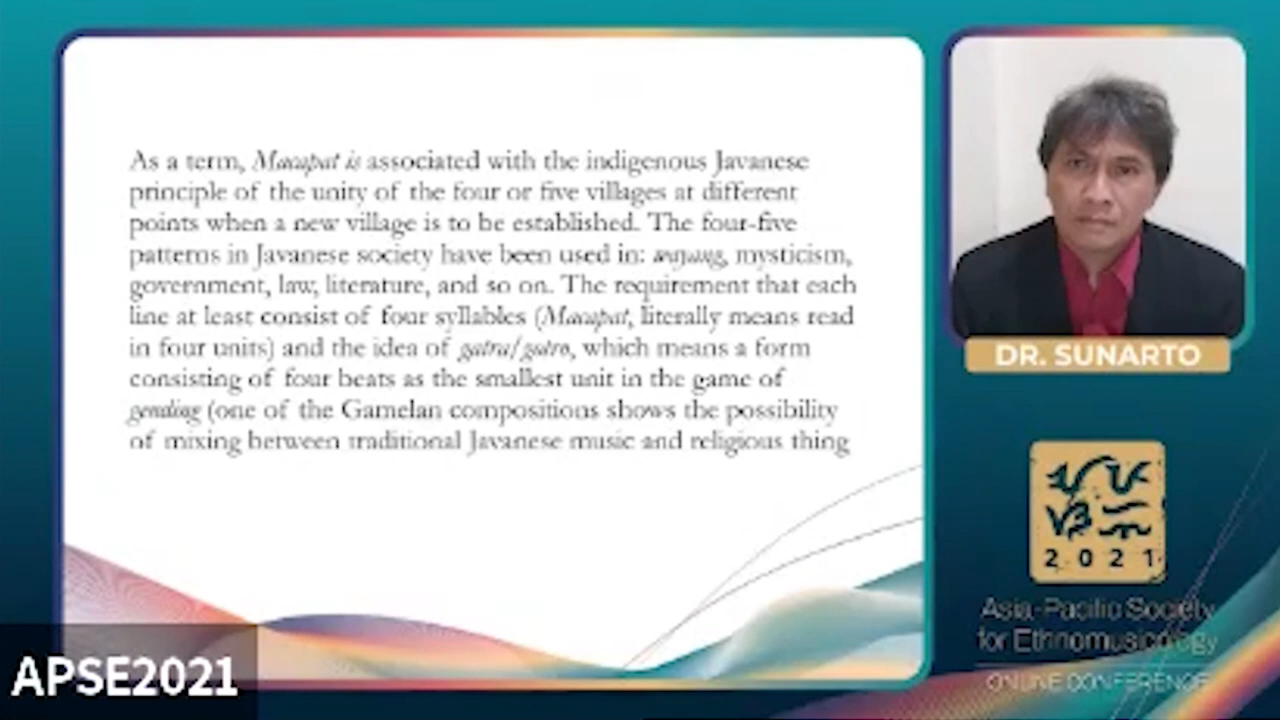 As a term, Macapat is associated with the indigenous Javanese
principle of the unity of the four or five villages at different
points when a new village is to be established. The four-five
patterns in Javanese society have been used in: wayang, mysticism,
government, law, literature, and so on. The requirement that each
line at least consist of four syllables (Macapat, literally means read
in four units) and the idea of gatra/gatro, which means a form
consisting of four beats as the smallest unit in the game of
gending (one of the Gamelan compositions shows the possibility
of mixing between traditional Javanese music and religious thing
DR. SUNARTO
2021
Asia-Pacific Society
for Ethnomusicology
ONLINE CONFERENCE
APSE2021